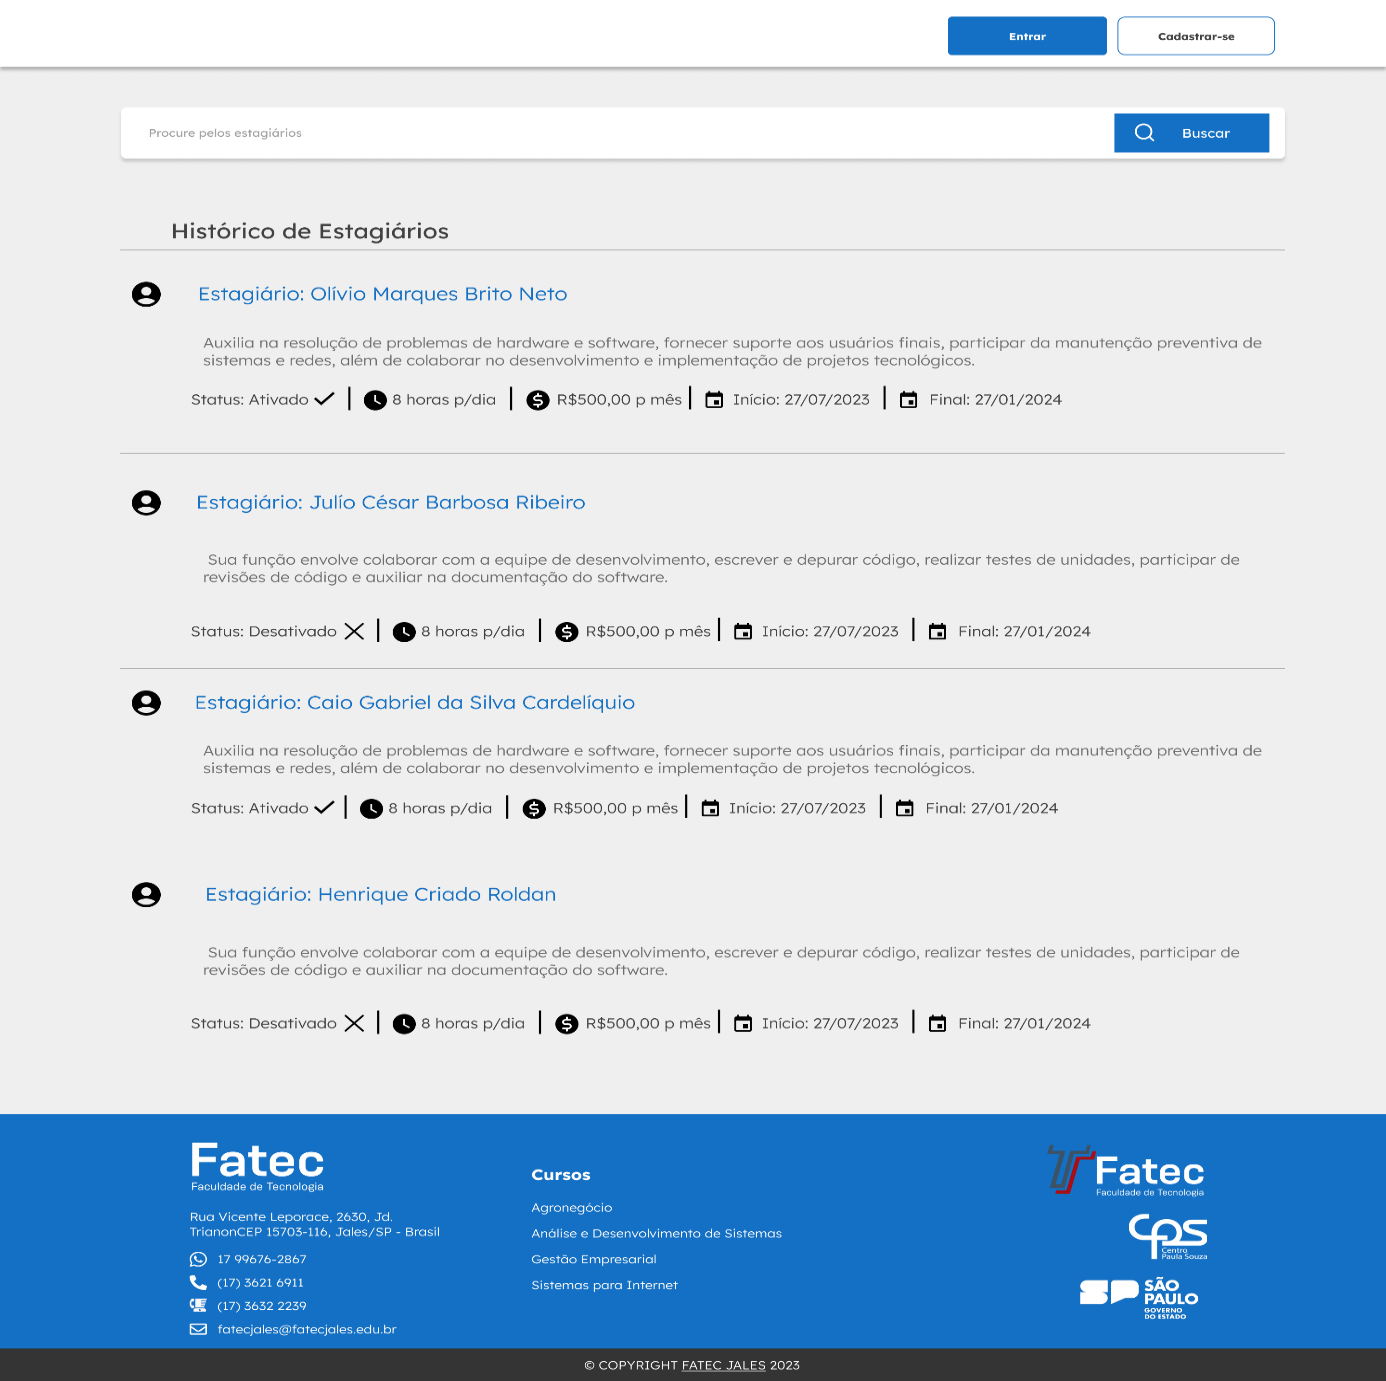 Entrar
Cadastrar-se
Procure pelos estagiários
Buscar
Histórico de Estagiários
Estagiário: Olívio Marques Brito Neto
Auxilia na resolução de problemas de hardware e software, fornecer suporte aos usuários finais, participar da manutenção preventiva de
sistemas e redes, além de colaborar no desenvolvimento e implementação de projetos tecnológicos.
Status: Ativado | 8 horas p/dia | R$500,00 p mês | Início: 27/07/2023 | Final: 27/01/2024
Estagiário: Julío César Barbosa Ribeiro
Sua função envolve colaborar com a equipe de desenvolvimento, escrever e depurar código, realizar testes de unidades, participar de
revisões de código e auxiliar na documentação do software.
Status: Desativado | 8 horas p/dia | R$500,00 p mês | Início: 27/07/2023 | Final: 27/01/2024
Estagiário: Caio Gabriel da Silva Cardelíquio
Auxilia na resolução de problemas de hardware e software, fornecer suporte aos usuários finais, participar da manutenção preventiva de
sistemas e redes, além de colaborar no desenvolvimento e implementação de projetos tecnológicos.
Status: Ativado | 8 horas p/dia | R$500,00 p mês | Início: 27/07/2023 | Final: 27/01/2024
Estagiário: Henrique Criado Roldan
Sua função envolve colaborar com a equipe de desenvolvimento, escrever e depurar código, realizar testes de unidades, participar de
revisões de código e auxiliar na documentação do software.
Status: Desativado | 8 horas p/dia | R$500,00 p mês | Início: 27/07/2023 | Final: 27/01/2024
Fatec
Faculdade de Tecnologia
Rua Vicente Leporace, 2630, Jd.
TrianonCEP 15703-116, Jales/SP - Brasil
17 99676-2867
(17) 3621 6911
(17) 3632 2239
fatecjales@fatecjales.edu.br
Cursos
Agronegócio
Análise e Desenvolvimento de Sistemas
Gestão Empresarial
Sistemas para Internet
Fatec
Faculdade de Tecnologia
cps
Centro
Paula Souza
SP
SÃO
PAULO
GOVERNO
DO ESTADO
© COPYRIGHT FATEC JALES 2023